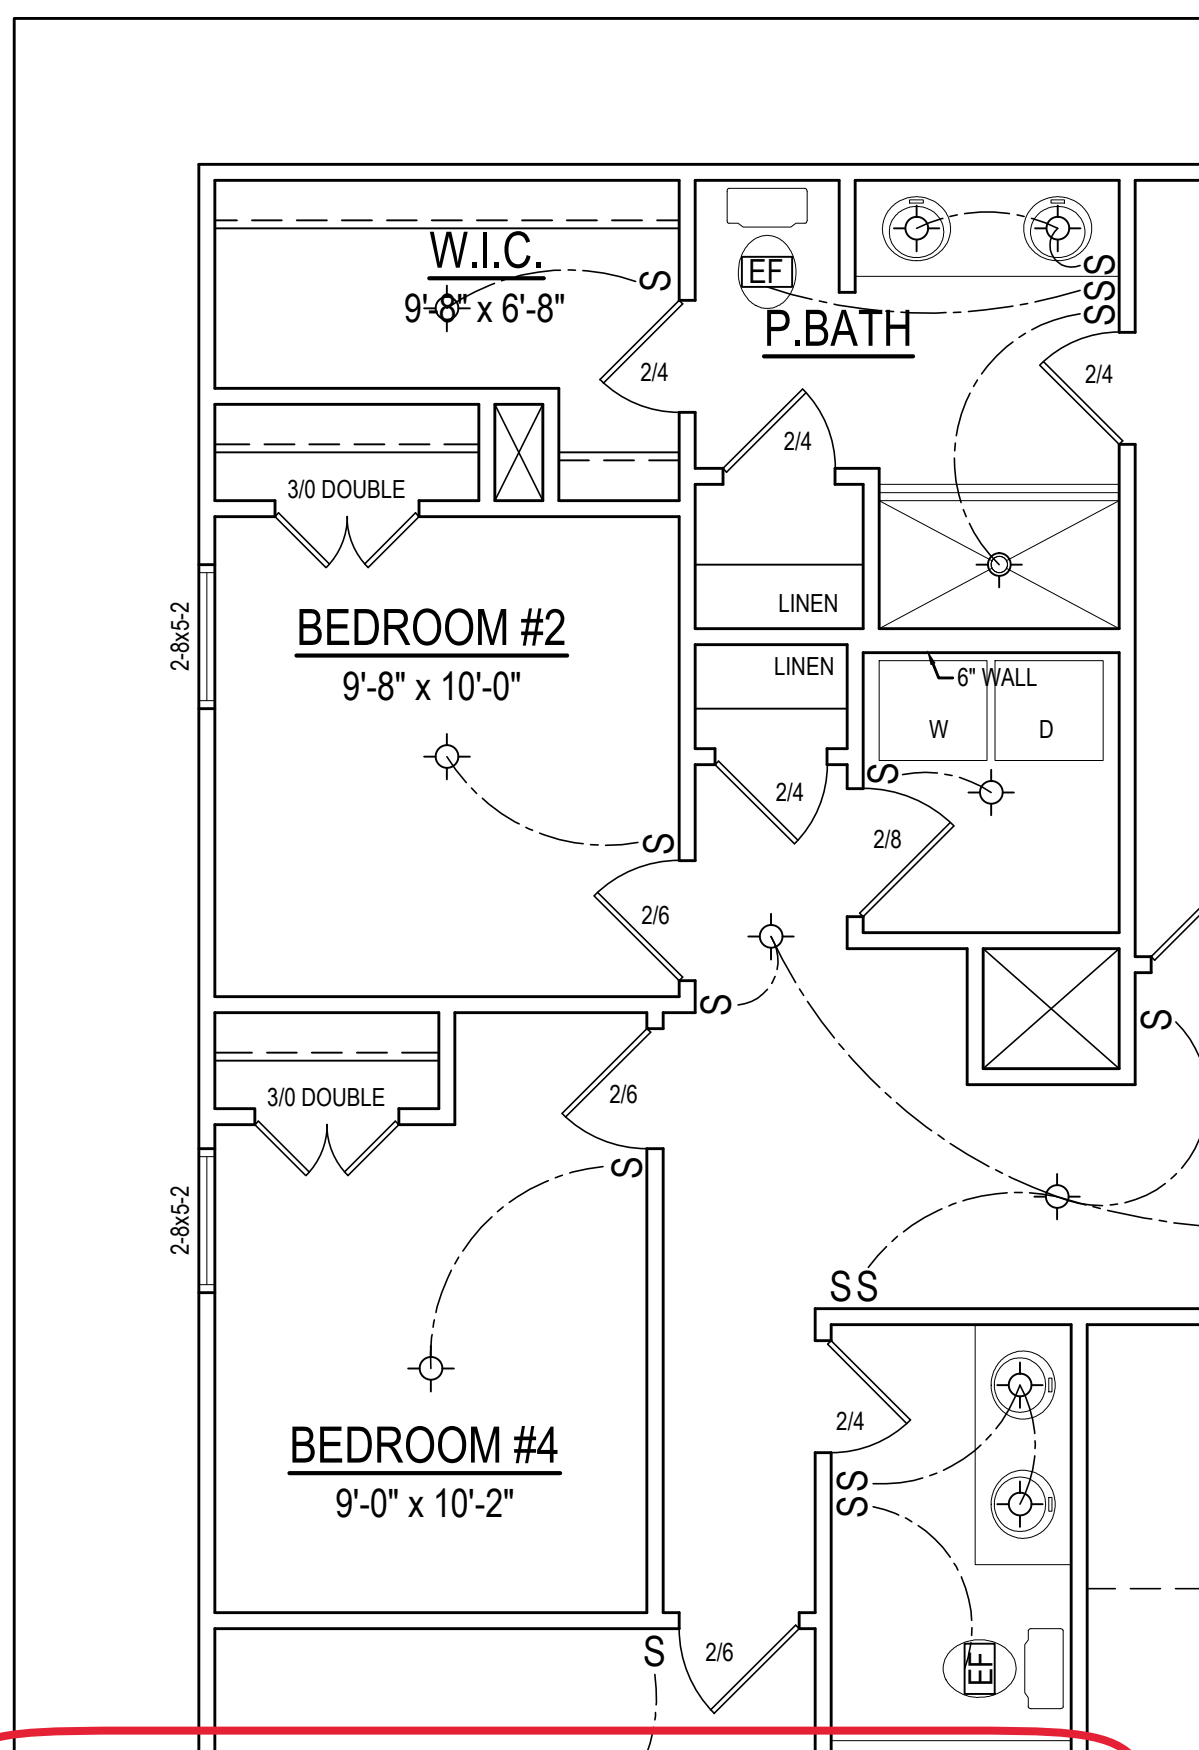 W.I.C.
9'-8" x 6'-8"
S
EF
P.BATH
S
S
S
2/4
2/4
2/4
3/0 DOUBLE
2-8x5-2
BEDROOM #2
9'-8" x 10'-0"
LINEN
LINEN
6" WALL
W
D
S
2/4
2/8
S
2/6
S
S
3/0 DOUBLE
2/6
S
2-8x5-2
SS
BEDROOM #4
9'-0" x 10'-2"
2/4
S
S
S
2/6
EF